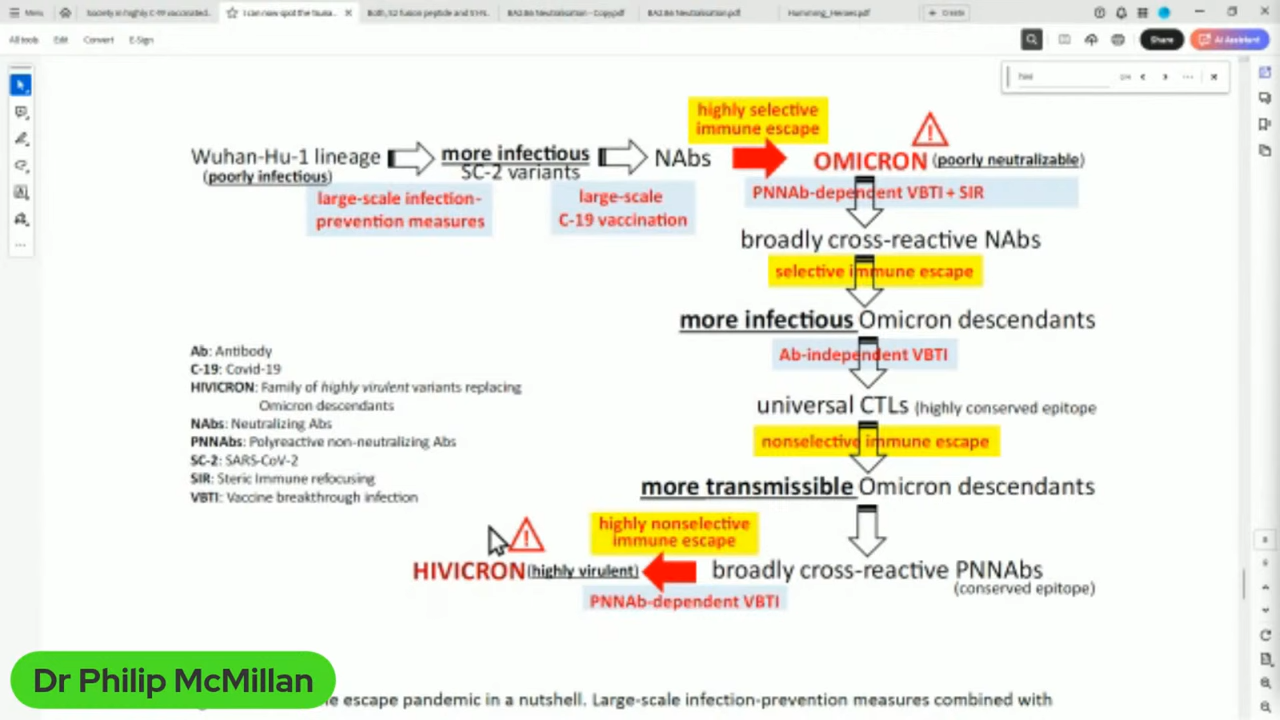 Menu
Society in highly C-19 vaccinated...
I can now spot the
Both, S2 fusion peptide and
BA2.86 Neutralisation - Copy.pdf
BA2.86 Neutralisation.pdf
Hamming_Heroes.pdf
+ Create
All tools
Edit
Convert
E-Sign
Share
AI Assistant
highly selective
immune escape
Wuhan-Hu-1 lineage
(poorly infectious)
more infectious
SC-2 variants
NAbs
OMICRON (poorly neutralizable)
large-scale infection-
prevention measures
large-scale
C-19 vaccination
PNNAb-dependent VBTI + SIR
broadly cross-reactive NAbs
selective immune escape
more infectious Omicron descendants
Ab-independent VBTI
universal CTLs (highly conserved epitope
nonselective immune escape
more transmissible Omicron descendants
Ab: Antibody
C-19: Covid-19
HIVICRON: Family of highly virulent variants replacing
Omicron descendants
NAbs: Neutralizing Abs
PNNAbs: Polyreactive non-neutralizing Abs
SC-2: SARS-CoV-2
SIR: Steric Immune refocusing
VBTI: Vaccine breakthrough infection
highly nonselective
immune escape
HIVICRON (highly virulent)
broadly cross-reactive PNNAbs
(conserved epitope)
PNNAb-dependent VBTI
Dr Philip McMillan
escape pandemic in a nutshell. Large-scale infection-prevention measures combined with